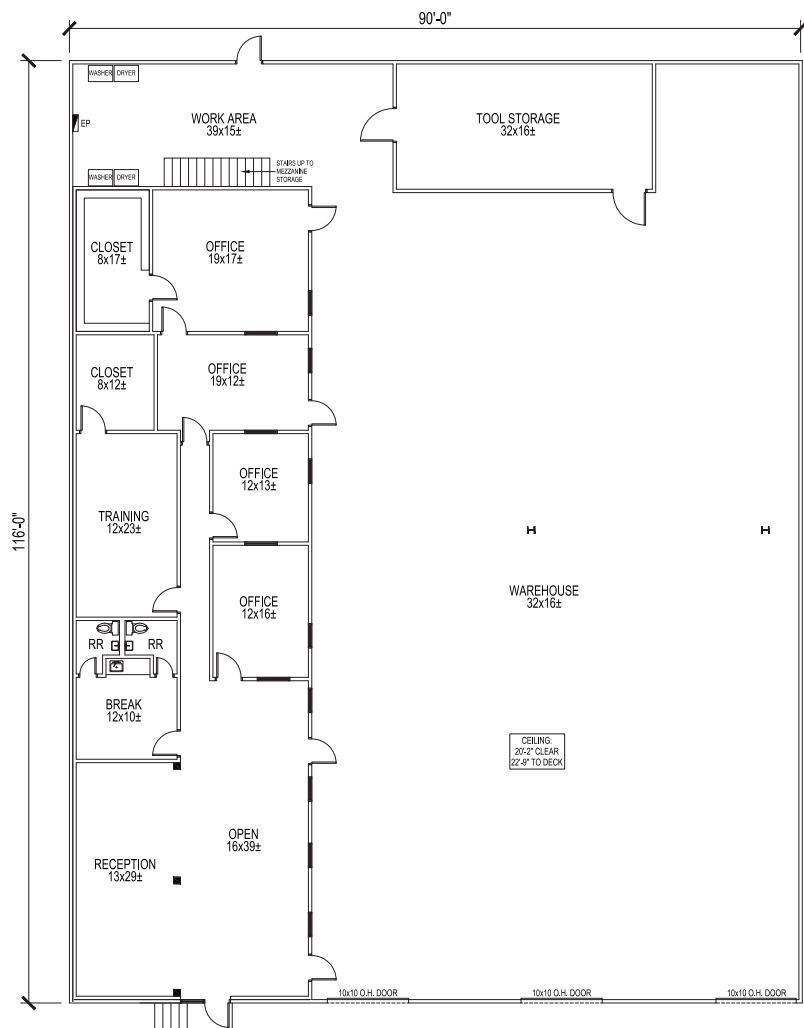 90'-0"
WASHER DRYER
WORK AREA
39x15±
TOOL STORAGE
32x16±
EP
STAIRS UP TO
MEZZANINE
STORAGE
WASHER DRYER
CLOSET
8x17±
OFFICE
19x17±
CLOSET
8x12±
OFFICE
19x12±
OFFICE
12x13±
TRAINING
12x23±
116'-0"
WAREHOUSE
32x16±
OFFICE
12x16±
RR
RR
BREAK
12x10±
CEILING:
20'-2" CLEAR
22'-9" TO DECK
OPEN
16x39±
RECEPTION
13x29±
10x10 O.H. DOOR
10x10 O.H. DOOR
10x10 O.H. DOOR